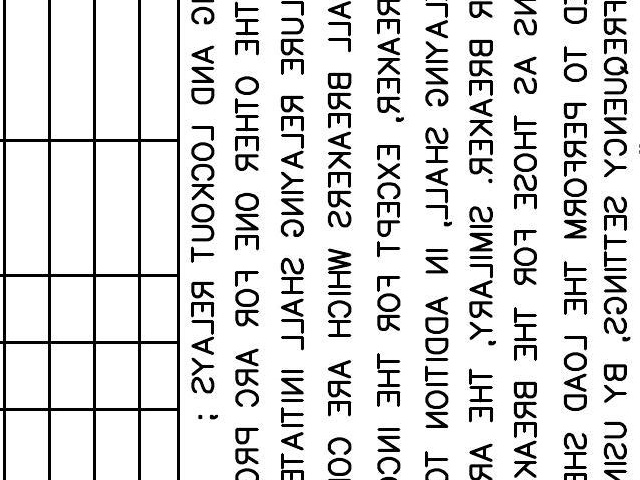 G AND LOCKOUT RELAYS :
THE OTHER ONE FOR ARC PRO
LURE RELAYING SHALL INITIATE
ALL BREAKERS WHICH ARE CO
REAKER, EXCEPT FOR THE INC
LAYING SHALL, IN ADDITION TO
R BREAKER. SIMILARY, THE AR
NS AS THOSE FOR THE BREAK
ED TO PERFORM THE LOAD SHE
FREQUENCY SETTINGS, BY USIN